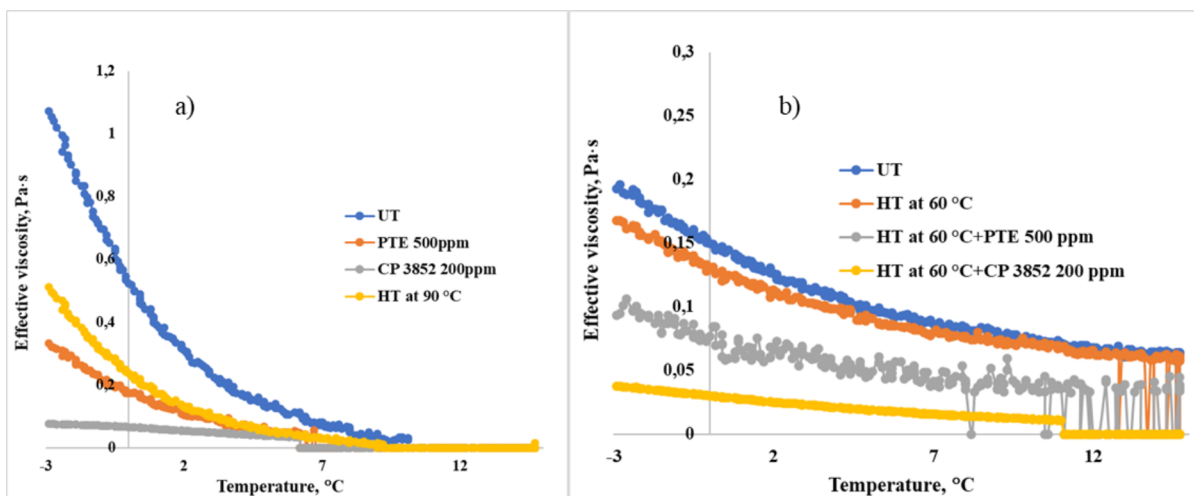 a)
1,2
1
0,8
0,6
0,4
0,2
0
-3
2
7
12
Effective viscosity, Pa·s
Temperature, °C
UT
PTE 500ppm
CP 3852 200ppm
HT at 90 °C
b)
0,3
0,25
0,2
0,15
0,1
0,05
0
-3
2
7
12
Effective viscosity, Pa·s
Temperature, °C
UT
HT at 60 °C
HT at 60 °C+PTE 500 ppm
HT at 60 °C+CP 3852 200 ppm